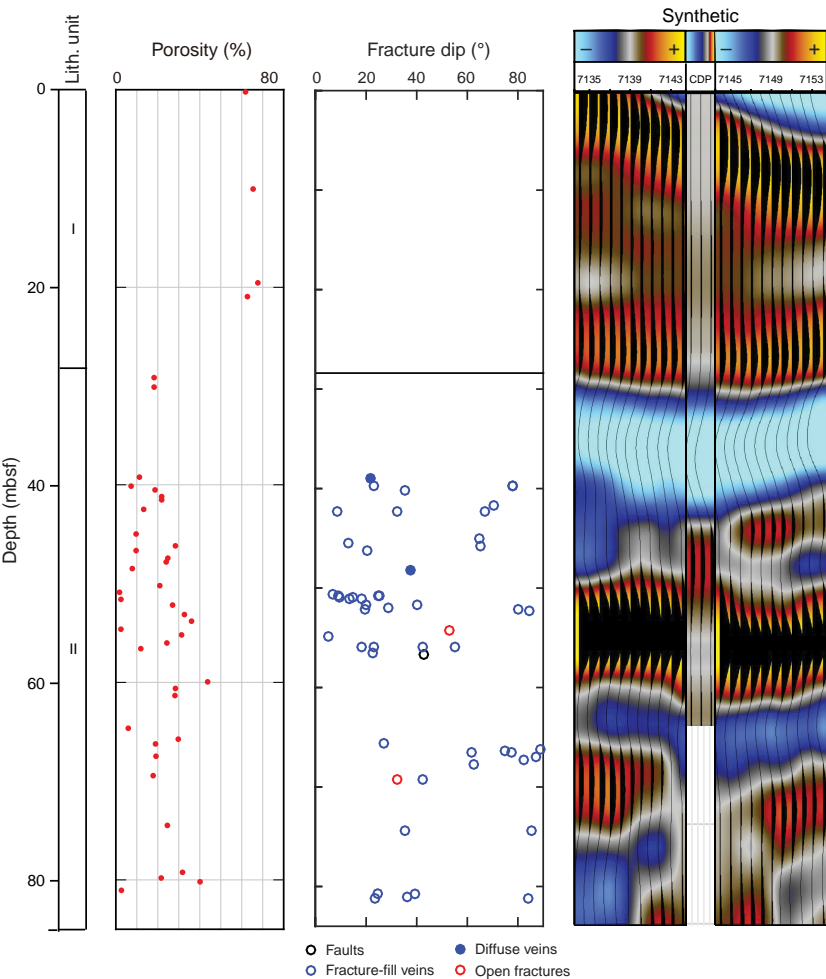 Synthetic
Lith. unit
Porosity (%)
Fracture dip (°)
− + − +
0 80
0 20 40 60 80
7135 7139 7143 CDP 7145 7149 7153
0
I
20
40
Depth (mbsf)
II
60
80
Faults Diffuse veins
Fracture-fill veins Open fractures